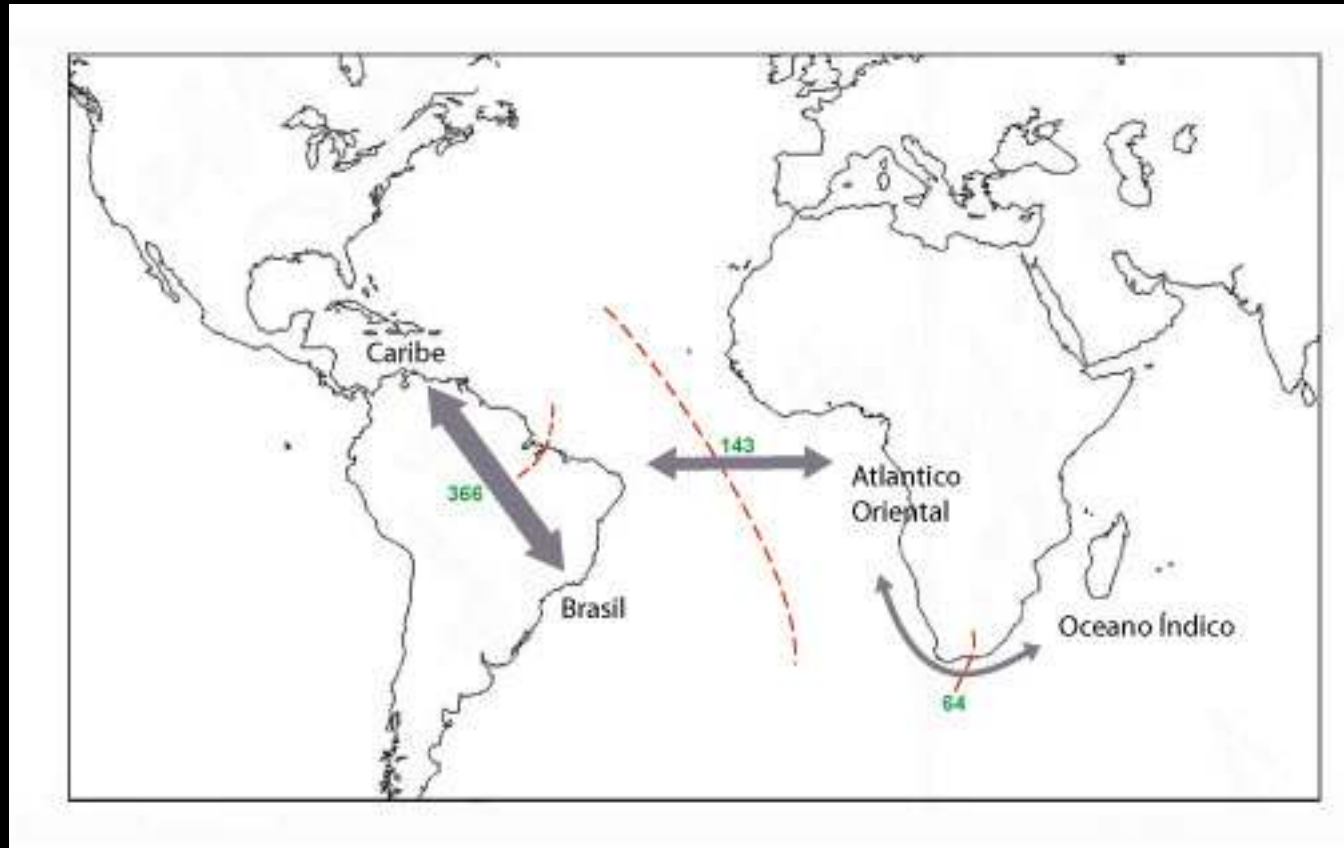 Caribe
143
366
Atlantico
Oriental
Brasil
Oceano Índico
64